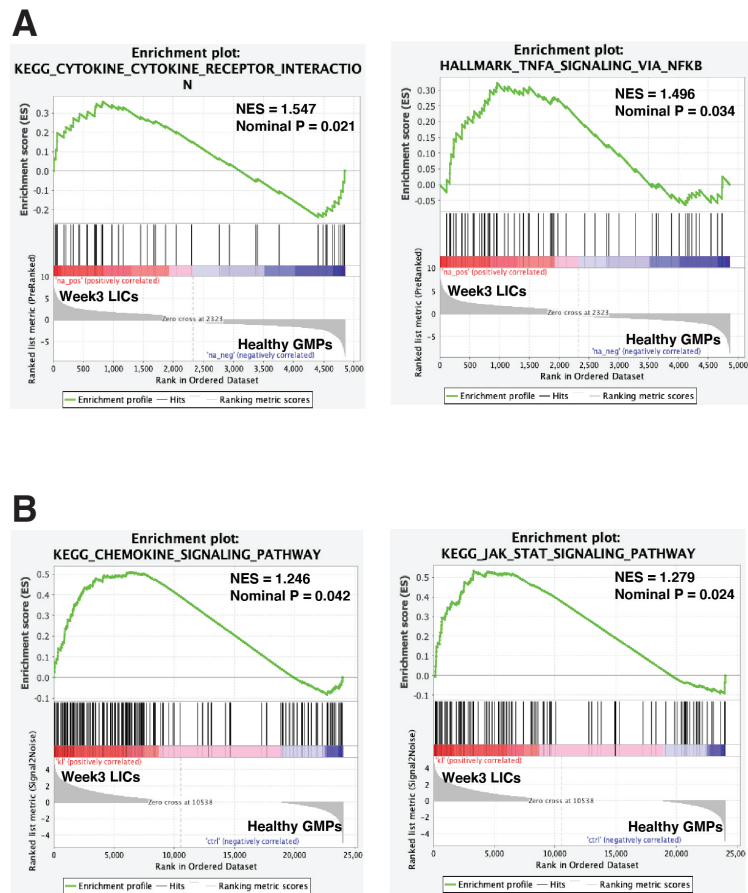 A
Enrichment plot:
KEGG_CYTOKINE_CYTOKINE_RECEPTOR_INTERACTIO
N
NES = 1.547
Nominal P = 0.021
Enrichment score (ES)
0.3
0.2
0.1
0.0
-0.1
-0.2
'na_pos' (positively correlated)
Week3 LICs
Zero cross at 2323
Healthy GMPs
'na_neg' (negatively correlated)
Ranked list metric (PreRanked)
10
5
0
-5
0 500 1,000 1,500 2,000 2,500 3,000 3,500 4,000 4,500 5,000
Rank in Ordered Dataset
Enrichment profile Hits Ranking metric scores
Enrichment plot:
HALLMARK_TNFA_SIGNALING_VIA_NFKB
NES = 1.496
Nominal P = 0.034
Enrichment score (ES)
0.30
0.25
0.20
0.15
0.10
0.05
0.00
-0.05
'na_pos' (positively correlated)
Week3 LICs
Zero cross at 2323
Healthy GMPs
'na_neg' (negatively correlated)
Ranked list metric (PreRanked)
10
5
0
-5
0 500 1,000 1,500 2,000 2,500 3,000 3,500 4,000 4,500 5,000
Rank in Ordered Dataset
Enrichment profile Hits Ranking metric scores
B
Enrichment plot:
KEGG_CHEMOKINE_SIGNALING_PATHWAY
NES = 1.246
Nominal P = 0.042
Enrichment score (ES)
0.5
0.4
0.3
0.2
0.1
0.0
-0.1
'kl' (positively correlated)
Week3 LICs
Zero cross at 10538
Healthy GMPs
'ctrl' (negatively correlated)
Ranked list metric (Signal2Noise)
4
2
0
-2
-4
0 5,000 10,000 15,000 20,000 25,00
Rank in Ordered Dataset
Enrichment profile Hits Ranking metric scores
Enrichment plot:
KEGG_JAK_STAT_SIGNALING_PATHWAY
NES = 1.279
Nominal P = 0.024
Enrichment score (ES)
0.5
0.4
0.3
0.2
0.1
0.0
-0.1
'kl' (positively correlated)
Week3 LICs
Zero cross at 10538
Healthy GMPs
'ctrl' (negatively correlated)
Ranked list metric (Signal2Noise)
4
2
0
-2
-4
0 5,000 10,000 15,000 20,000 25,00
Rank in Ordered Dataset
Enrichment profile Hits Ranking metric scores